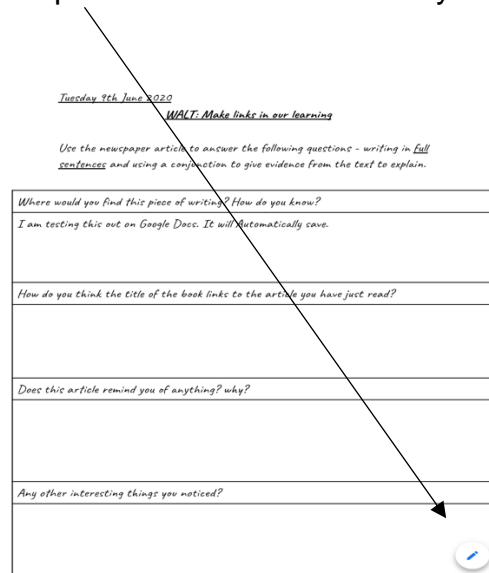 Tuesday 9th June 2020
WALT: Make links in our learning
Use the newspaper article to answer the following questions - writing in full
sentences and using a conjunction to give evidence from the text to explain.
Where would you find this piece of writing? How do you know?
I am testing this out on Google Docs. It will Automatically save.
How do you think the title of the book links to the article you have just read?
Does this article remind you of anything? why?
Any other interesting things you noticed?